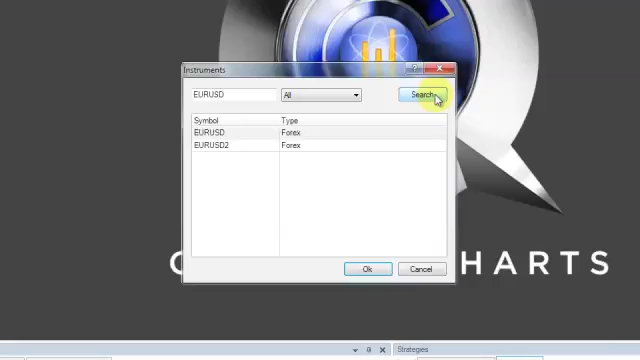 Instruments
EURUSD
All
Search
Symbol Type
EURUSD Forex
EURUSD2 Forex
Ok Cancel
HARTS
Strategies